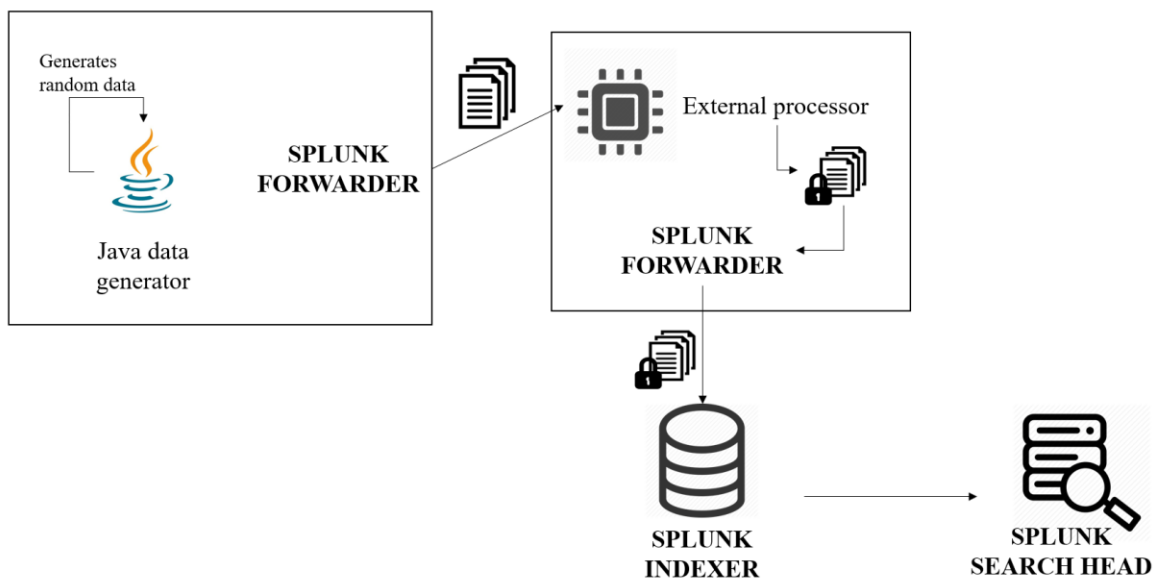 Generates
random data
SPLUNK
FORWARDER
Java data
generator
External processor
SPLUNK
FORWARDER
SPLUNK
INDEXER
SPLUNK
SEARCH HEAD